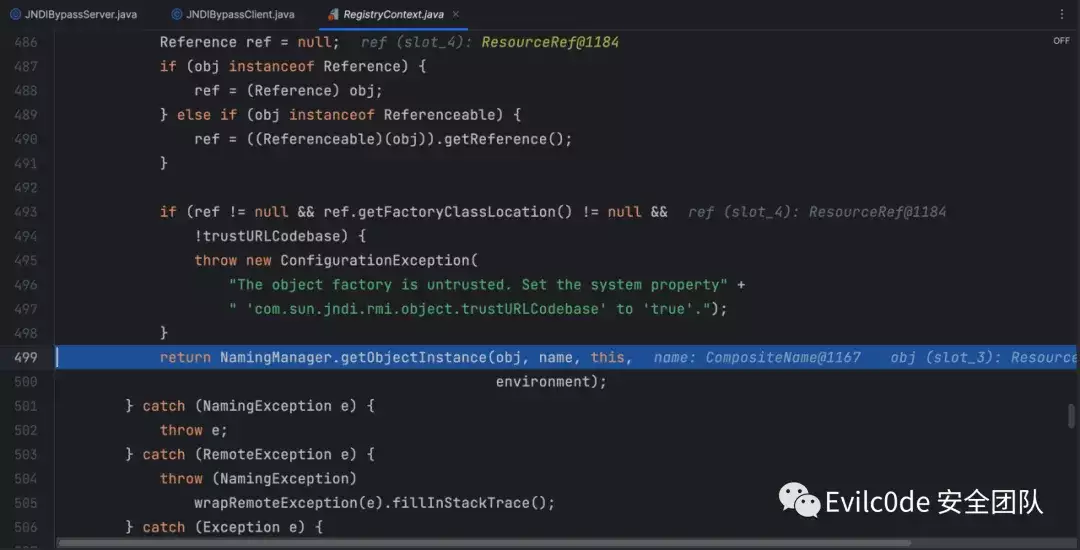 JNDIBypassServer.java JNDIBypassClient.java RegistryContext.java ×
OFF
486 Reference ref = null; ref (slot_4): ResourceRef@1184
487 if (obj instanceof Reference) {
488 ref = (Reference) obj;
489 } else if (obj instanceof Referenceable) {
490 ref = ((Referenceable)(obj)).getReference();
491 }
492
493 if (ref != null && ref.getFactoryClassLocation() != null && ref (slot_4): ResourceRef@1184
494 !trustURLCodebase) {
495 throw new ConfigurationException(
496 "The object factory is untrusted. Set the system property" +
497 " 'com.sun.jndi.rmi.object.trustURLCodebase' to 'true'.");
498 }
499 return NamingManager.getObjectInstance(obj, name, this, name: CompositeName@1167 obj (slot_3): Resource
500 environment);
501 } catch (NamingException e) {
502 throw e;
503 } catch (RemoteException e) {
504 throw (NamingException)
505 wrapRemoteException(e).fillInStackTrace();
506 } catch (Exception e) {
Evilc0de 安全团队